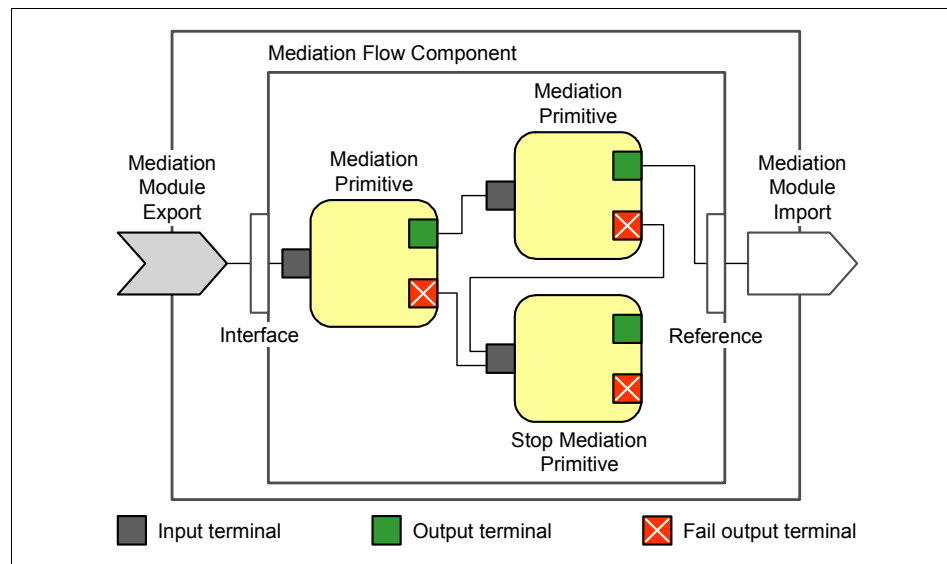 Mediation Flow Component
Mediation
Module
Export
Mediation
Primitive
Mediation
Primitive
Mediation
Module
Import
Interface
Reference
Stop Mediation
Primitive
Input terminal
Output terminal
Fail output terminal